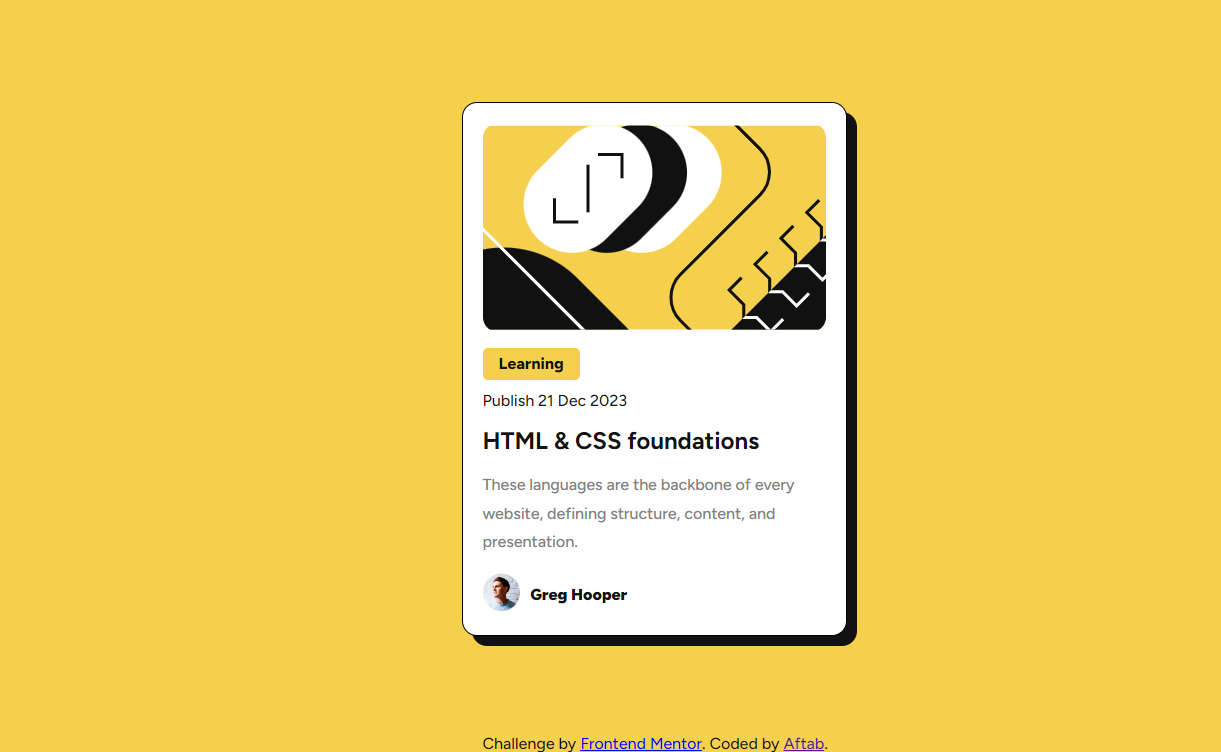 Learning
Publish 21 Dec 2023
HTML & CSS foundations
These languages are the backbone of every
website, defining structure, content, and
presentation.
Greg Hooper
Challenge by Frontend Mentor. Coded by Aftab.